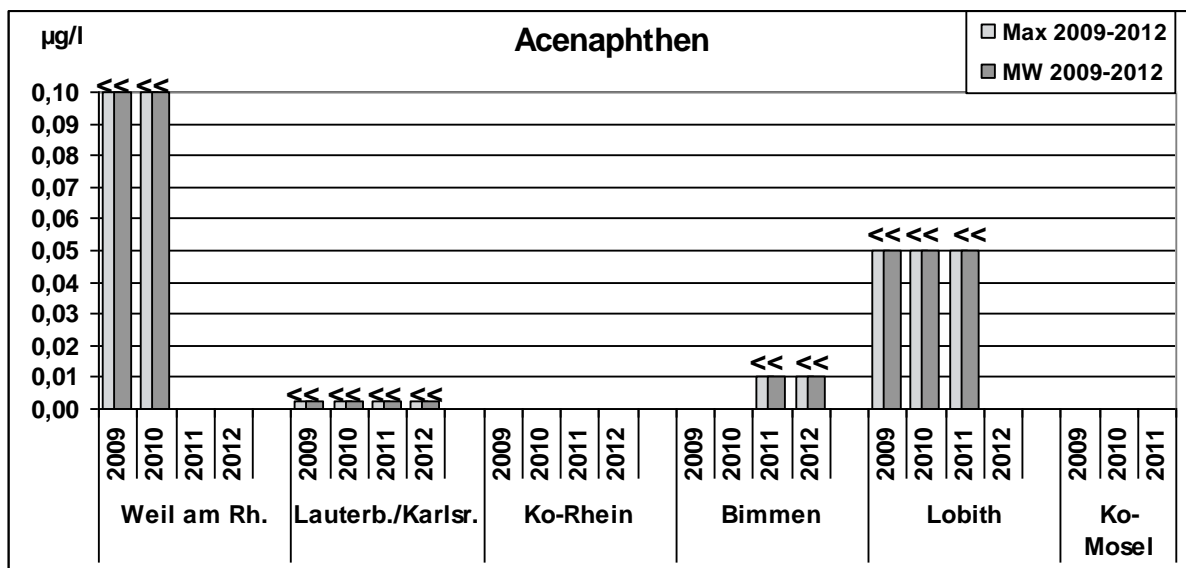 µg/l
Acenaphthen
Max 2009-2012
MW 2009-2012
0,10
0,09
0,08
0,07
0,06
0,05
0,04
0,03
0,02
0,01
0,00
<< << << << << << << << << << <<
2009 2010 2011 2012 2009 2010 2011 2012 2009 2010 2011 2012 2009 2010 2011 2012 2009 2010 2011 2012 2009 2010 2011
Weil am Rh. Lauterb./Karlsr. Ko-Rhein Bimmen Lobith Ko-
Mosel